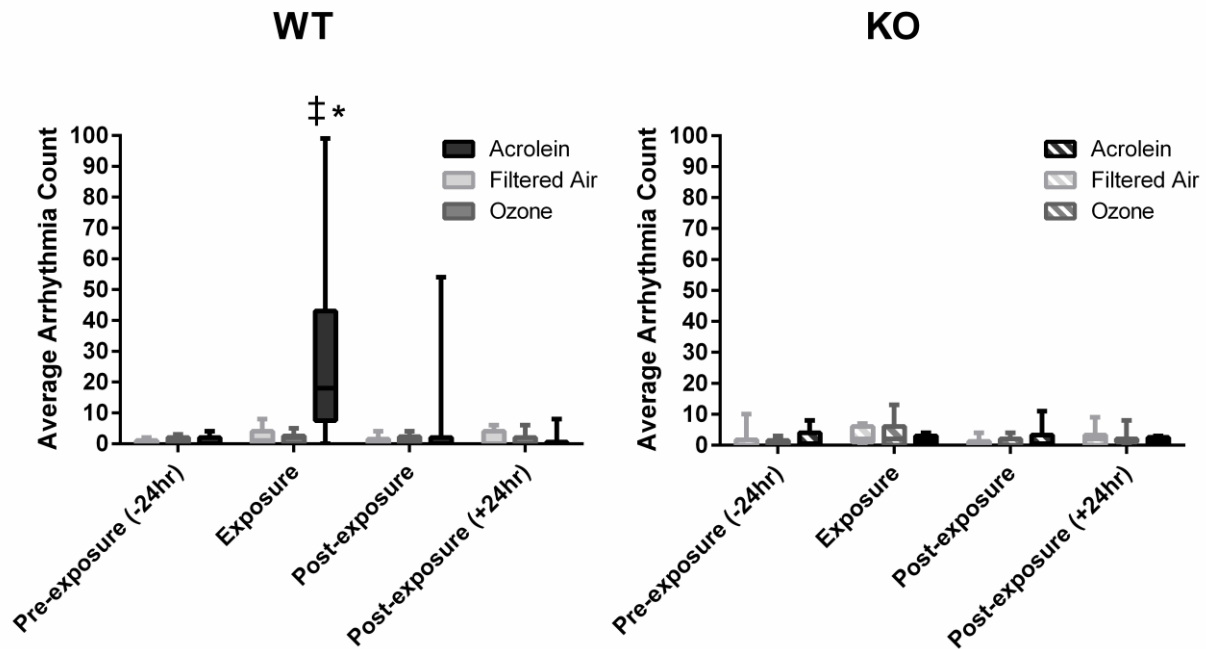 WT
‡ *
Average Arrhythmia Count
100
90
80
70
60
50
40
30
20
10
0
Acrolein
Filtered Air
Ozone
Pre-exposure (-24hr)
Exposure
Post-exposure
Post-exposure (+24hr)
KO
Average Arrhythmia Count
100
90
80
70
60
50
40
30
20
10
0
Acrolein
Filtered Air
Ozone
Pre-exposure (-24hr)
Exposure
Post-exposure
Post-exposure (+24hr)